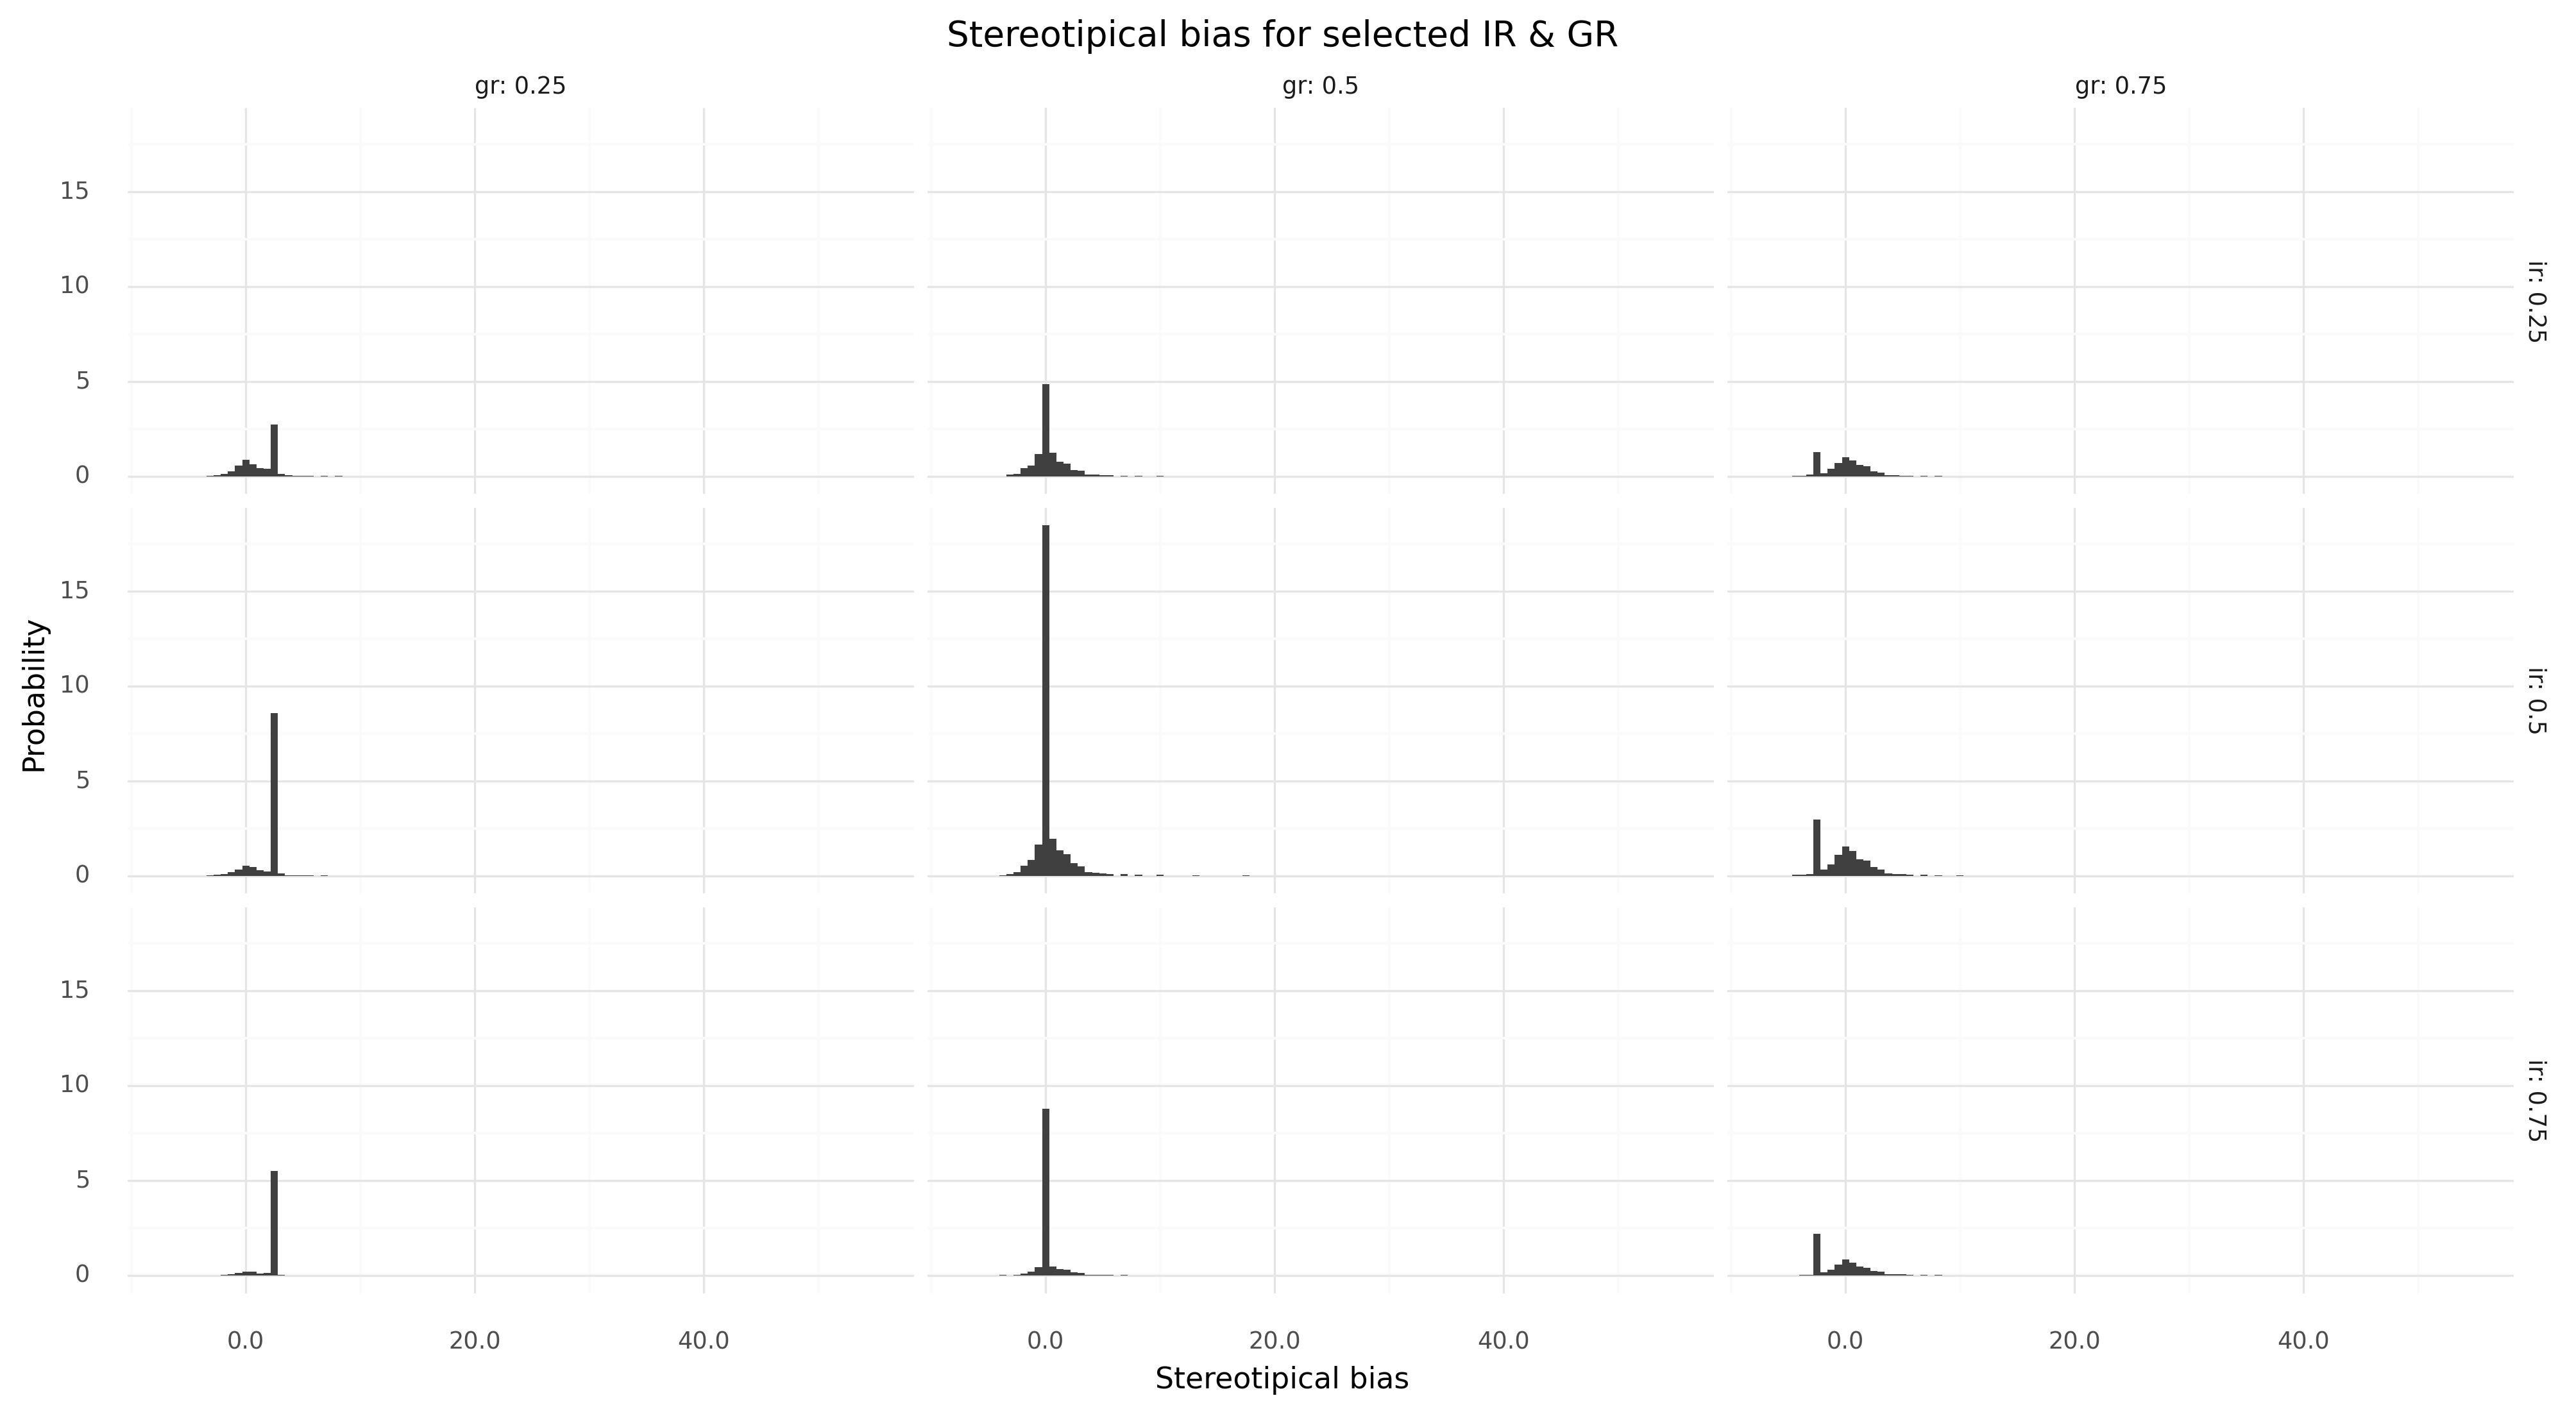 Stereotipical bias for selected IR & GR
gr: 0.25
gr: 0.5
gr: 0.75
15
10
5
0
ir: 0.25
15
10
5
0
ir: 0.5
15
10
5
0
ir: 0.75
Probability
0.0 20.0 40.0
0.0 20.0 40.0
0.0 20.0 40.0
Stereotipical bias